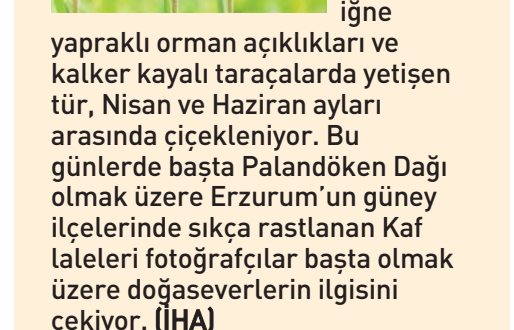 iğne
yapraklı orman açıklıkları ve
kalker kayalı taraçalarda yetişen
tür, Nisan ve Haziran ayları
arasında çiçekleniyor. Bu
günlerde başta Palandöken Dağı
olmak üzere Erzurum’un güney
ilçelerinde sıkça rastlanan Kaf
laleleri fotoğrafçılar başta olmak
üzere doğaseverlerin ilgisini
çekiyor. (İHA)